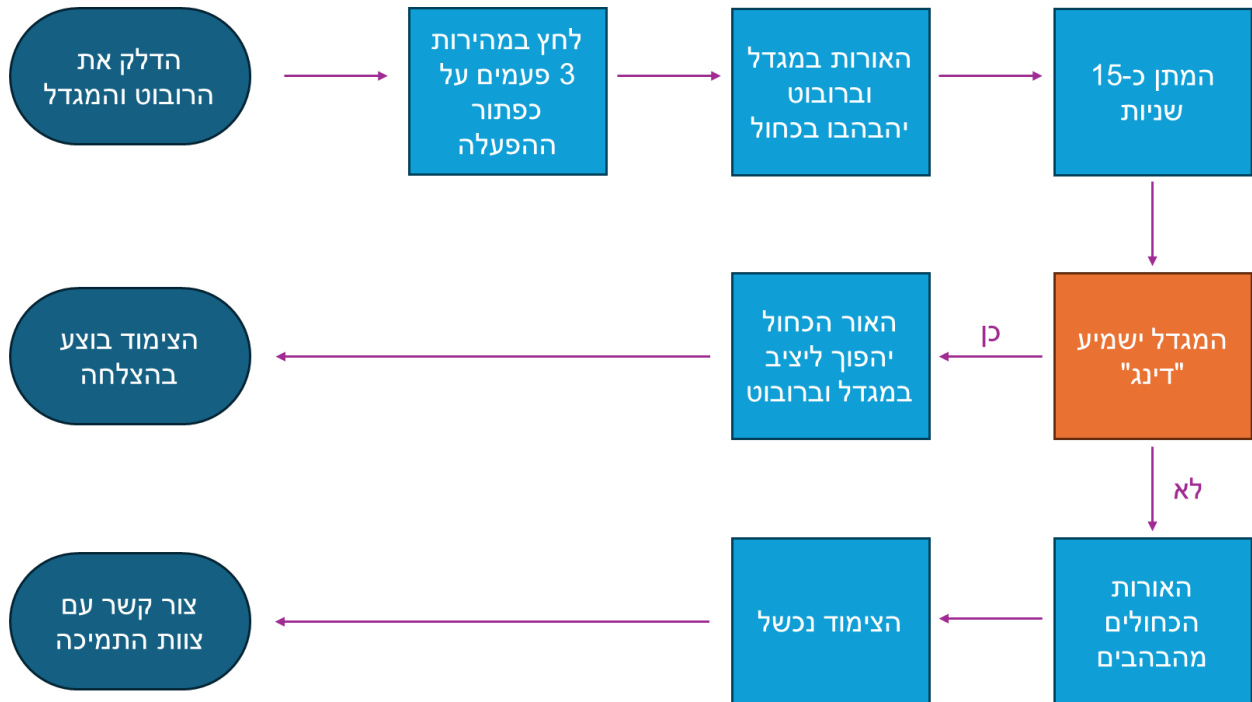 הדלק את
הרובוט והמגדל
לחץ במהירות
3 פעמים על
כפתור
ההפעלה
האורות במגדל
וברובוט
יהבהבו בכחול
המתן כ-15
שניות
המגדל ישמיע
"דינג"
כן
האור הכחול
יהפוך ליציב
במגדל וברובוט
הצימוד בוצע
בהצלחה
לא
האורות
הכחולים
מהבהבים
הצימוד נכשל
צור קשר עם
צוות התמיכה